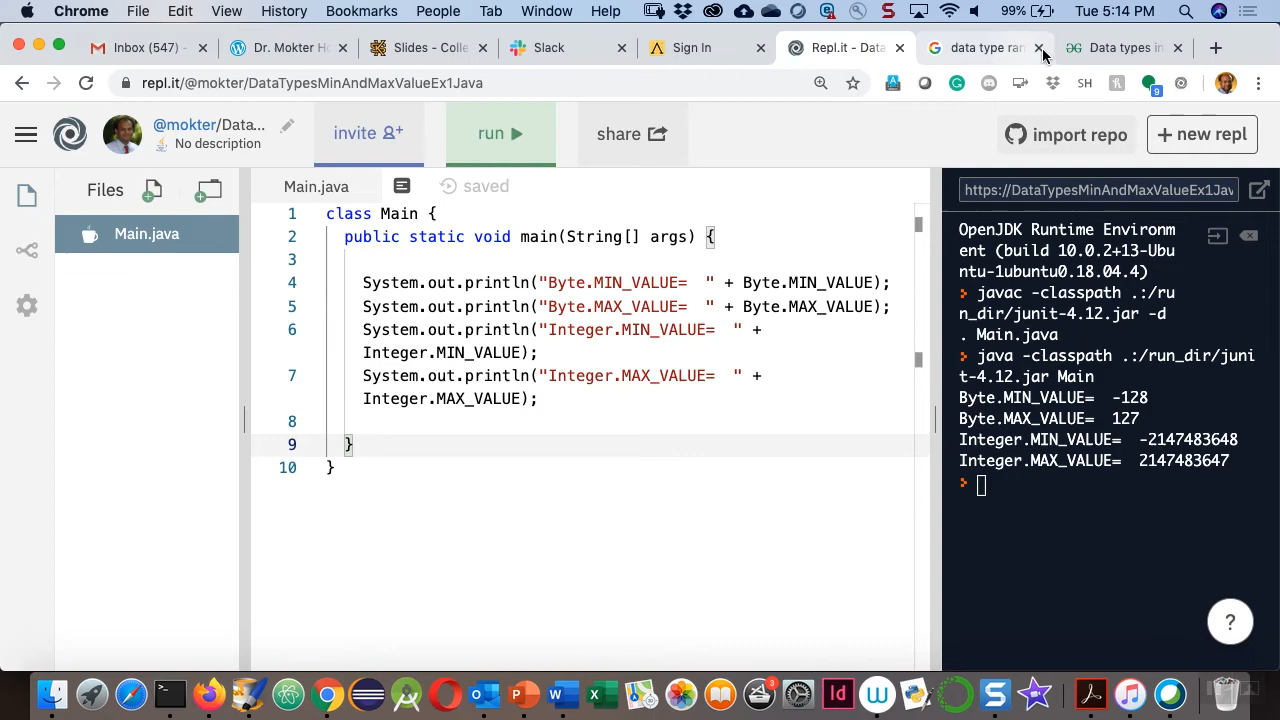 Chrome File Edit View History Bookmarks People Tab Window Help 99% Tue 5:14 PM
Inbox (547) - Dr. Mokter Ho Slides - Colle Slack Sign In Repl.it - Data data type ran Data types in
repl.it/@mokter/DataTypesMinAndMaxValueEx1Java SH 9
@mokter/Data... invite run share import repo + new repl
No description
Files Main.java saved https://DataTypesMinAndMaxValueEx1Jav
Main.java
1 class Main {
2 public static void main(String[] args) {
3
4 System.out.println("Byte.MIN_VALUE=  " + Byte.MIN_VALUE);
5 System.out.println("Byte.MAX_VALUE=  " + Byte.MAX_VALUE);
6 System.out.println("Integer.MIN_VALUE=  " +
Integer.MIN_VALUE);
7 System.out.println("Integer.MAX_VALUE=  " +
Integer.MAX_VALUE);
8
9 }
10 }
OpenJDK Runtime Environm
ent (build 10.0.2+13-Ubu
ntu-1ubuntu0.18.04.4)
javac -classpath .:/ru
n_dir/junit-4.12.jar -d
. Main.java
java -classpath .:/run_dir/juni
t-4.12.jar Main
Byte.MIN_VALUE=  -128
Byte.MAX_VALUE=  127
Integer.MIN_VALUE=  -2147483648
Integer.MAX_VALUE=  2147483647
?
3
Id